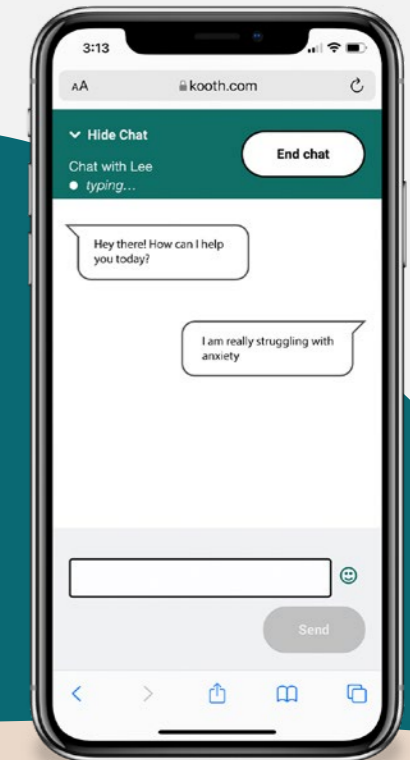 3:13
AA kooth.com
Hide Chat
End chat
Chat with Lee
typing...
Hey there! How can I help
you today?
I am really struggling with
anxiety
Send